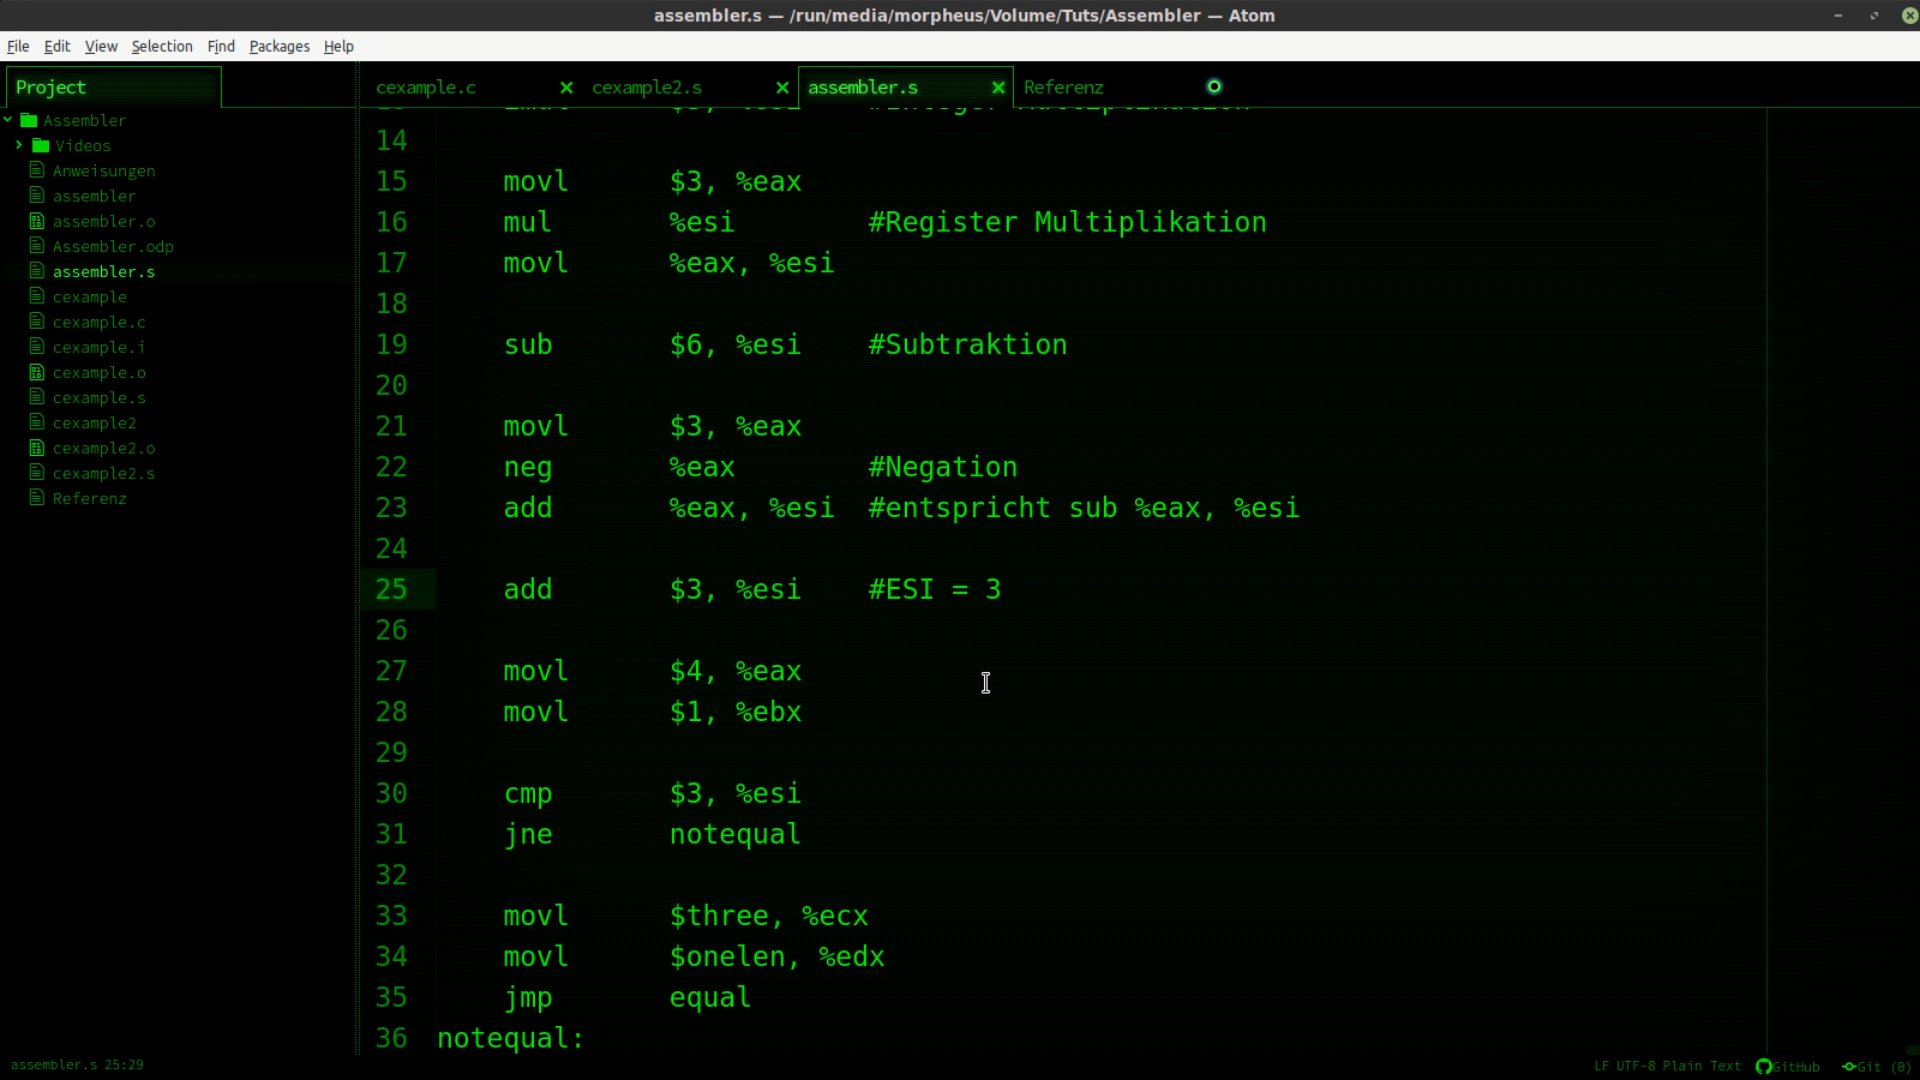 assembler.s — /run/media/morpheus/Volume/Tuts/Assembler — Atom
File Edit View Selection Find Packages Help
Project
cexample.c
cexample2.s
assembler.s
Referenz
Assembler
Videos
Anweisungen
assembler
assembler.o
Assembler.odp
assembler.s
cexample
cexample.c
cexample.i
cexample.o
cexample.s
cexample2
cexample2.o
cexample2.s
Referenz
14
15 movl $3, %eax
16 mul %esi #Register Multiplikation
17 movl %eax, %esi
18
19 sub $6, %esi #Subtraktion
20
21 movl $3, %eax
22 neg %eax #Negation
23 add %eax, %esi #entspricht sub %eax, %esi
24
25 add $3, %esi #ESI = 3
26
27 movl $4, %eax
28 movl $1, %ebx
29
30 cmp $3, %esi
31 jne notequal
32
33 movl $three, %ecx
34 movl $onelen, %edx
35 jmp equal
36 notequal:
assembler.s 25:29
LF UTF-8 Plain Text GitHub Git (0)